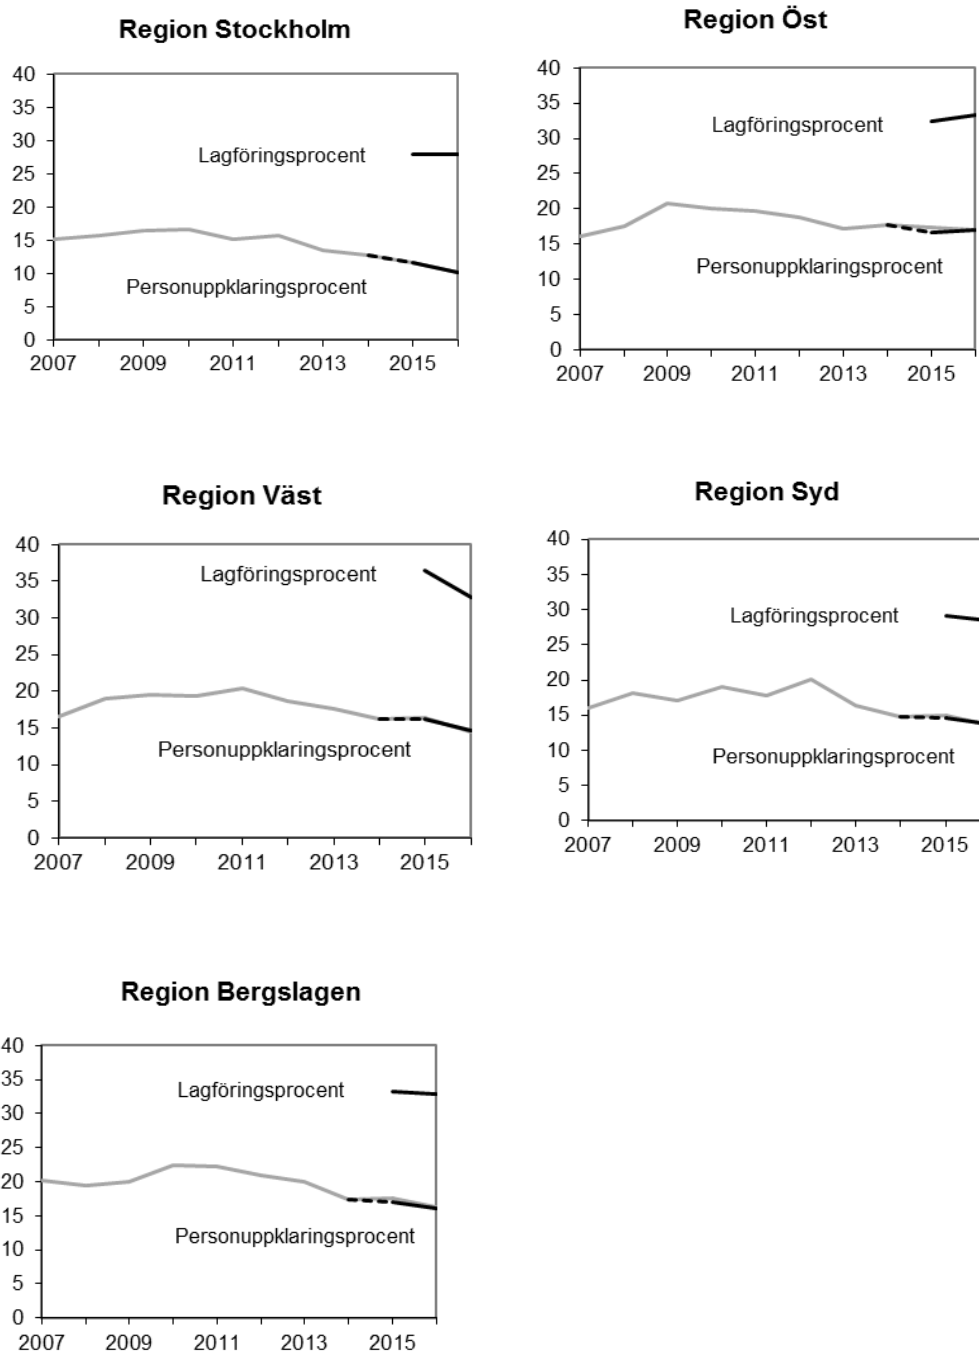 Region Stockholm
40
35
30
25
20
15
10
5
0
Lagföringsprocent
Personuppklaringsprocent
2007 2009 2011 2013 2015
Region Öst
40
35
30
25
20
15
10
5
0
Lagföringsprocent
Personuppklaringsprocent
2007 2009 2011 2013 2015
Region Väst
40
35
30
25
20
15
10
5
0
Lagföringsprocent
Personuppklaringsprocent
2007 2009 2011 2013 2015
Region Syd
40
35
30
25
20
15
10
5
0
Lagföringsprocent
Personuppklaringsprocent
2007 2009 2011 2013 2015
Region Bergslagen
40
35
30
25
20
15
10
5
0
Lagföringsprocent
Personuppklaringsprocent
2007 2009 2011 2013 2015